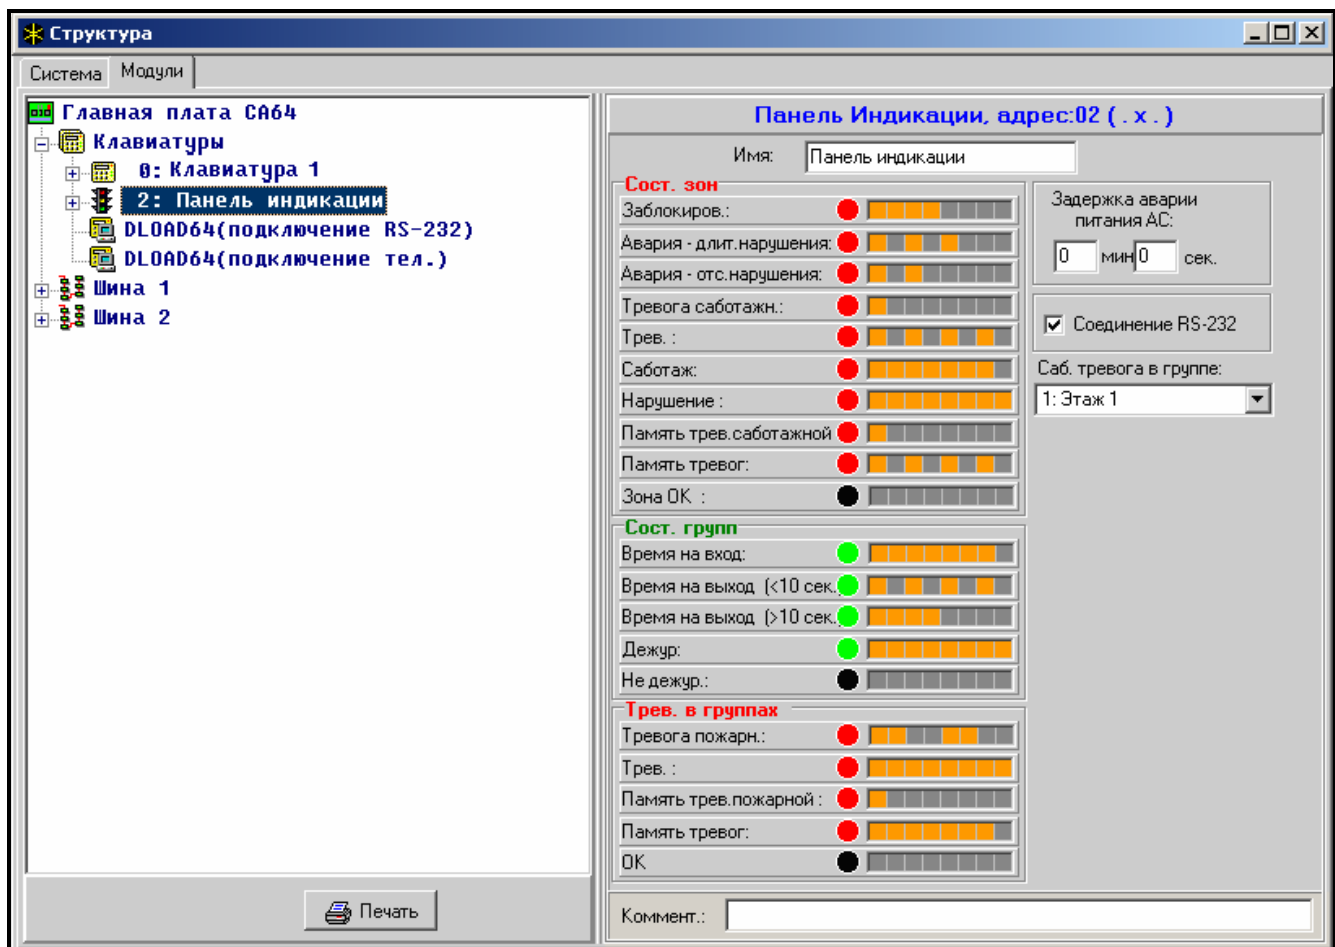 Структура
Система
Модули
Главная плата CA64
Клавиатуры
0: Клавиатура 1
2: Панель индикации
DLOAD64(подключение RS-232)
DLOAD64(подключение тел.)
Шина 1
Шина 2
Печать
Панель Индикации, адрес:02 ( . x . )
Имя:
Панель индикации
Сост. зон
Заблокиров.:
Авария - длит.нарушения:
Авария - отс.нарушения:
Тревога саботажн.:
Трев. :
Саботаж:
Нарушение :
Память трев.саботажной
Память тревог:
Зона OK :
Сост. групп
Время на вход:
Время на выход (<10 сек.
Время на выход (>10 сек.
Дежур:
Не дежур.:
Трев. в группах
Тревога пожарн.:
Трев. :
Память трев.пожарной :
Память тревог:
OK
Задержка аварии
питания AC:
0 мин 0 сек.
Соединение RS-232
Саб. тревога в группе:
1: Этаж 1
Коммент.: